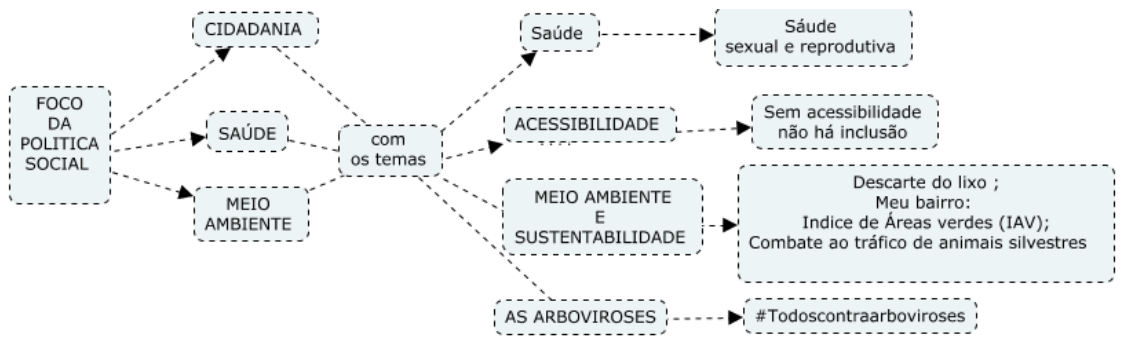 FOCO
DA
POLITICA
SOCIAL
CIDADANIA
SAÚDE
MEIO
AMBIENTE
com
os temas
Saúde
Sáude
sexual e reprodutiva
ACESSIBILIDADE
Sem acessibilidade
não há inclusão
MEIO AMBIENTE
E
SUSTENTABILIDADE
Descarte do lixo ;
Meu bairro:
Indice de Áreas verdes (IAV);
Combate ao tráfico de animais silvestres
AS ARBOVIROSES
#Todoscontraarboviroses